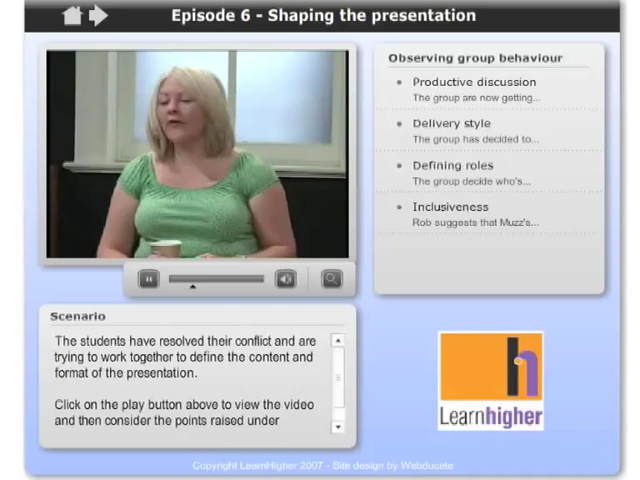 Episode 6 - Shaping the presentation
Observing group behaviour
Productive discussion
The group are now getting...
Delivery style
The group has decided to...
Defining roles
The group decide who's...
Inclusiveness
Rob suggests that Muzz's...
Scenario
The students have resolved their conflict and are
trying to work together to define the content and
format of the presentation.
Click on the play button above to view the video
and then consider the points raised under
h
Learnhigher
Copyright LearnHigher 2007 - Site design by Webducate